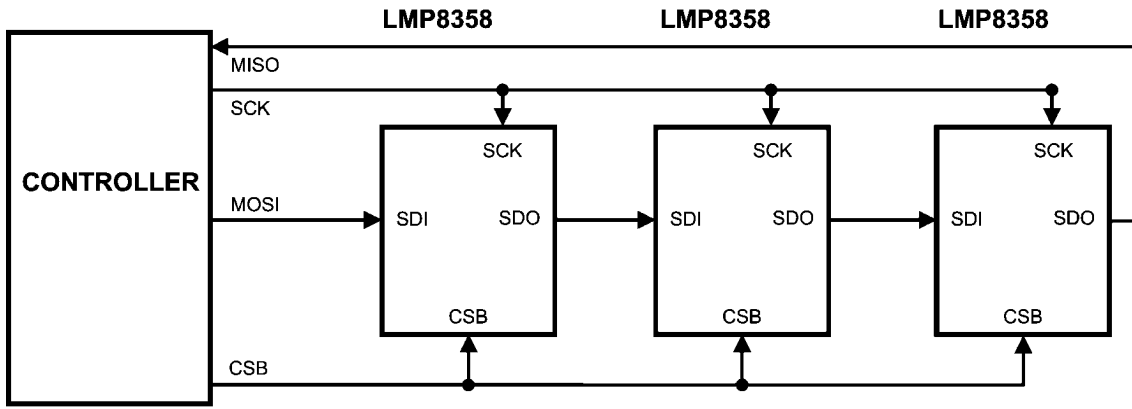 LMP8358 LMP8358 LMP8358
MISO
SCK
SCK SCK SCK
CONTROLLER
MOSI
SDI SDO SDI SDO SDI SDO
CSB CSB CSB
CSB